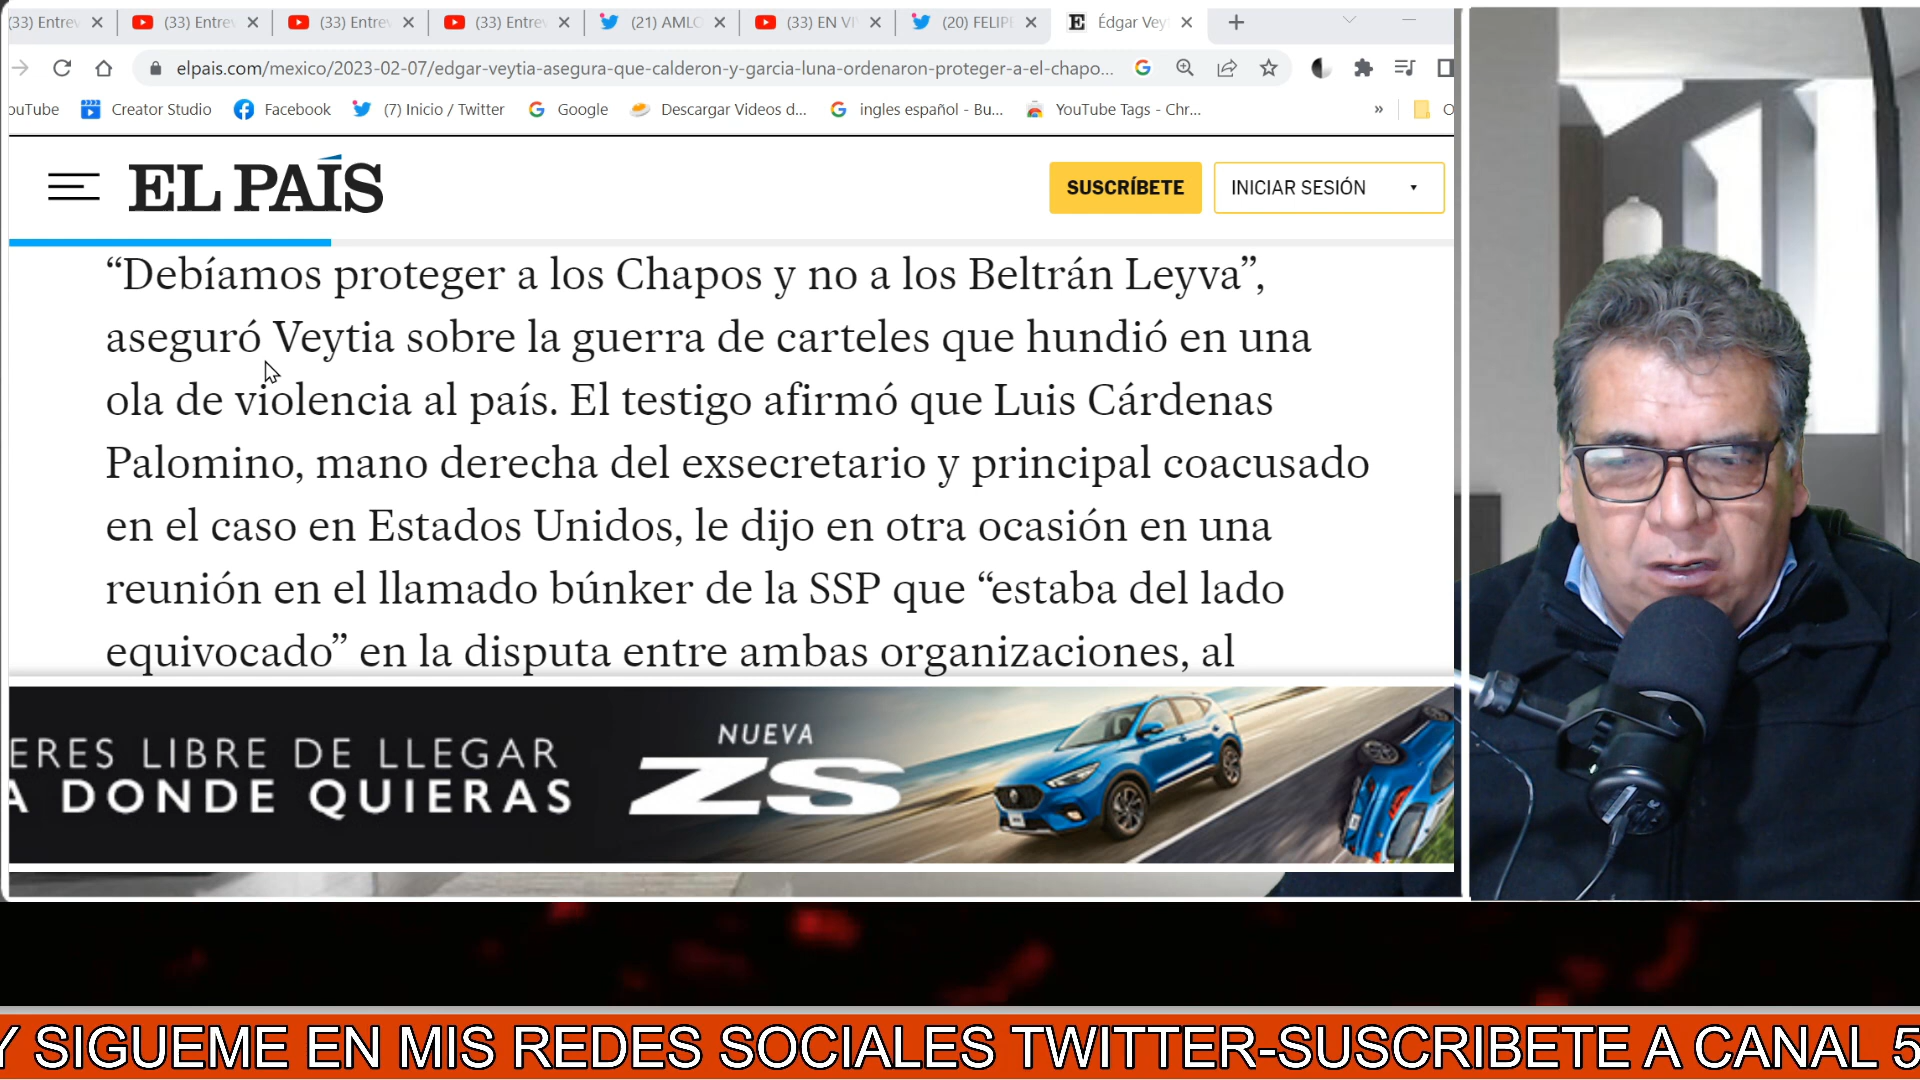 (33) Entrev
(33) Entrev
(33) Entrev
(33) Entrev
(21) AMLO
(33) EN VIV
(20) FELIPE
Édgar Veyt
elpais.com/mexico/2023-02-07/edgar-veytia-asegura-que-calderon-y-garcia-luna-ordenaron-proteger-a-el-chapo...
ouTube
Creator Studio
Facebook
(7) Inicio / Twitter
Google
Descargar Videos d...
ingles español - Bu...
YouTube Tags - Chr...
»
O
EL PAÍS
SUSCRÍBETE
INICIAR SESIÓN
“Debíamos proteger a los Chapos y no a los Beltrán Leyva”,
aseguró Veytia sobre la guerra de carteles que hundió en una
ola de violencia al país. El testigo afirmó que Luis Cárdenas
Palomino, mano derecha del exsecretario y principal coacusado
en el caso en Estados Unidos, le dijo en otra ocasión en una
reunión en el llamado búnker de la SSP que “estaba del lado
equivocado” en la disputa entre ambas organizaciones, al
ERES LIBRE DE LLEGAR
A DONDE QUIERAS
NUEVA
ZS
Y SIGUEME EN MIS REDES SOCIALES TWITTER-SUSCRIBETE A CANAL 5